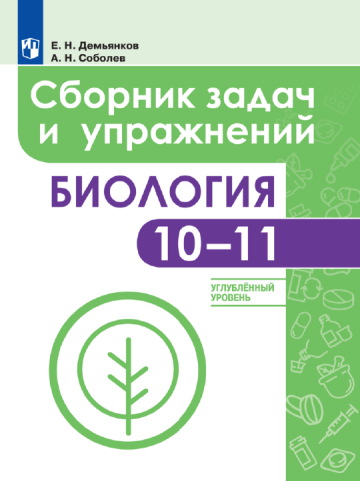 Е. Н. Демьянков
А. Н. Соболев
Сборник задач
и упражнений
БИОЛОГИЯ
10–11
УГЛУБЛЁННЫЙ
УРОВЕНЬ